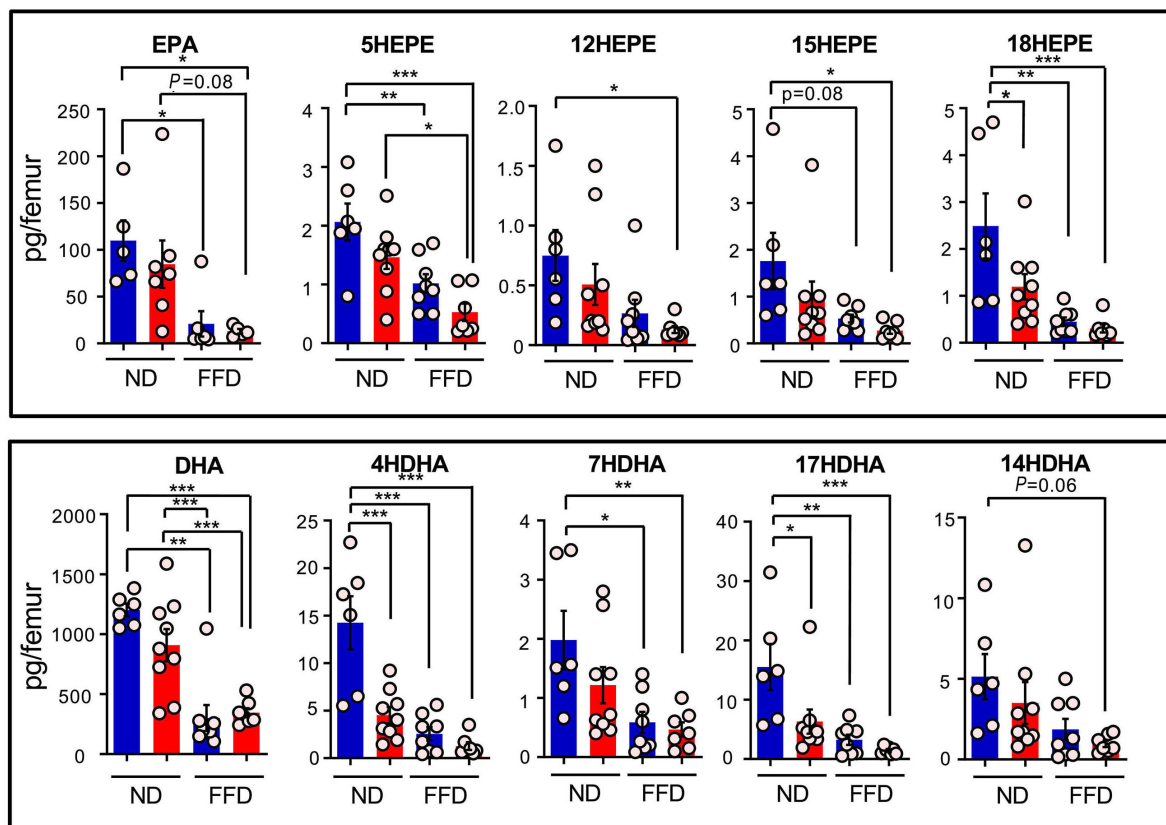 EPA 5HEPE 12HEPE 15HEPE 18HEPE
* *** * * ***
P=0.08 ** p=0.08 **
* * *
250 5 2.0 5 5
200 4 1.5 4 4
150 3 1.0 3 3
100 2 0.5 2 2
50 1 0 1 1
0 0 0 0
pg/femur
ND FFD ND FFD ND FFD ND FFD ND FFD
DHA 4HDHA 7HDHA 17HDHA 14HDHA
*** *** ** *** P=0.06
*** *** * **
*** *** *
**
2000 25 4 40 15
1500 20 3 30 10
1000 15 2 20 5
500 10 1 10 0
0 5 0 0
0
pg/femur
ND FFD ND FFD ND FFD ND FFD ND FFD